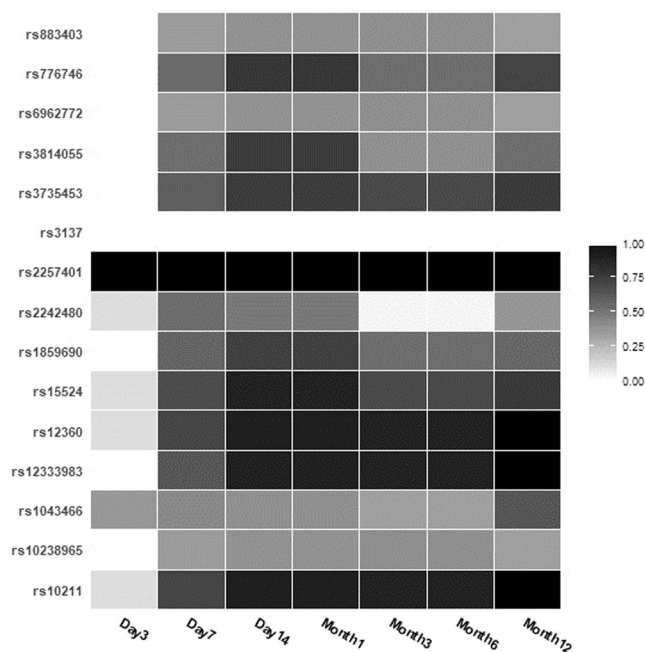 rs883403
rs776746
rs6962772
rs3814055
rs3735453
rs3137
rs2257401
rs2242480
rs1859690
rs15524
rs12360
rs12333983
rs1043466
rs10238965
rs10211
1.00
0.75
0.50
0.25
0.00
Day3 Day7 Day14 Month1 Month3 Month6 Month12